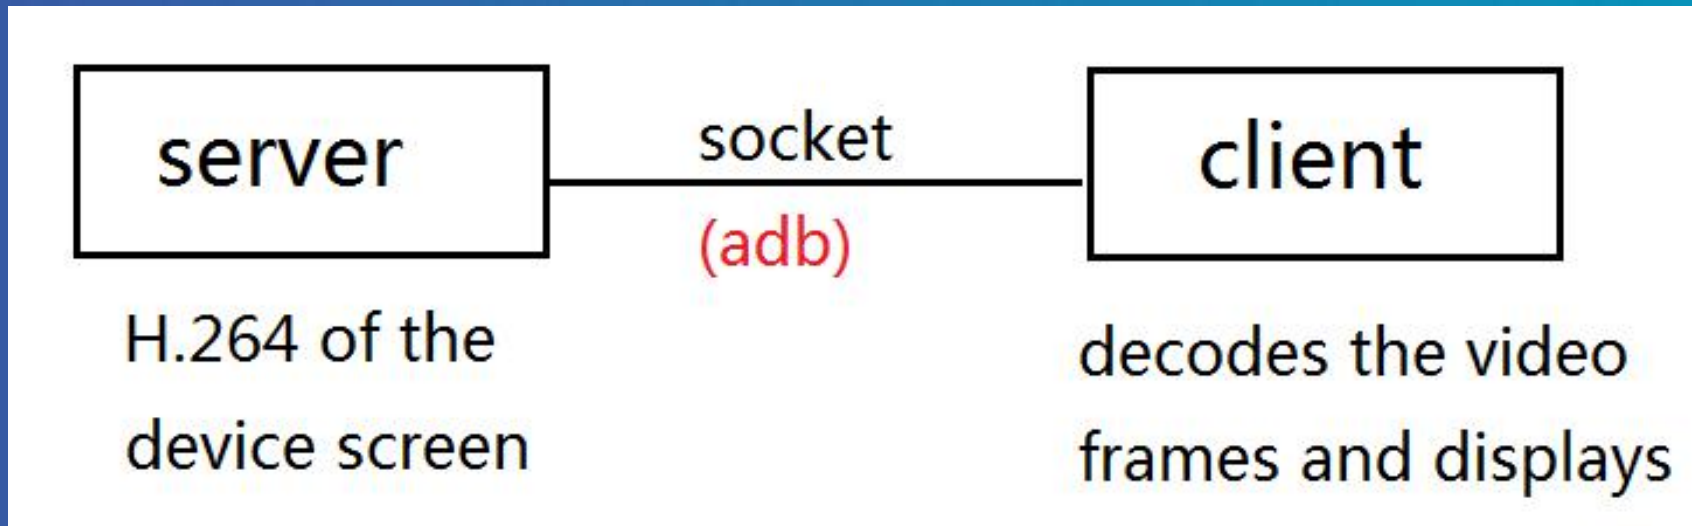 server
socket
(adb)
client
H.264 of the
device screen
decodes the video
frames and displays